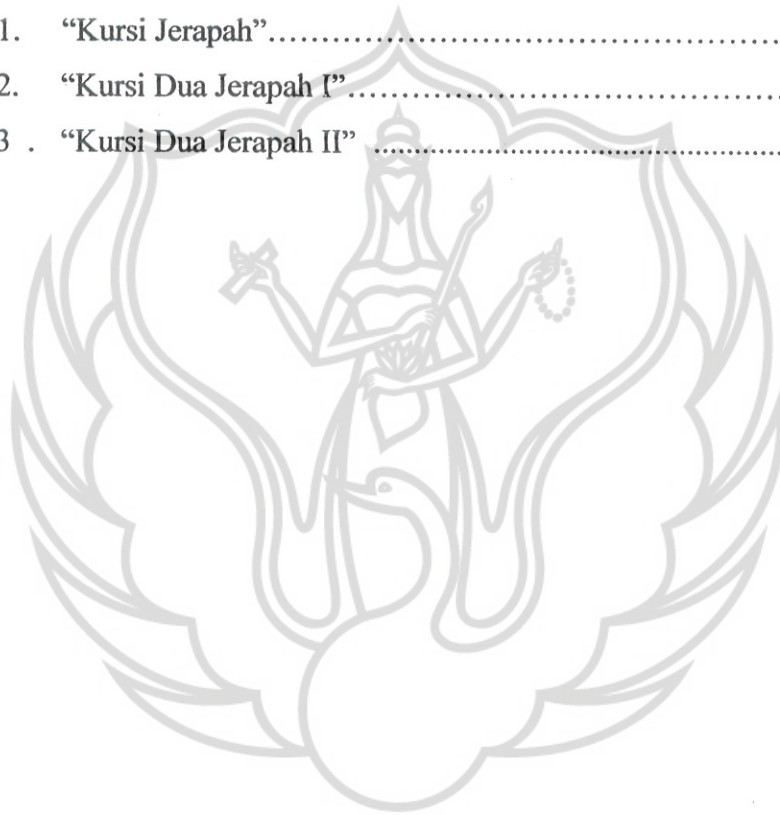 1. “Kursi Jerapah”......................................................
2. “Kursi Dua Jerapah I”.............................................
3 . “Kursi Dua Jerapah II” ..............................................